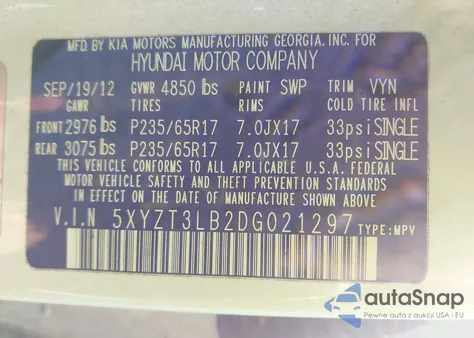 MFD. BY KIA MOTORS MANUFACTURING GEORGIA, INC. FOR
HYUNDAI MOTOR COMPANY
SEP/19/12 GVWR 4850 lbs PAINT SWP TRIM VYN
GAWR TIRES RIMS COLD TIRE INFL
FRONT 2976 lbs P235/65R17 7.0JX17 33psi SINGLE
REAR 3075 lbs P235/65R17 7.0JX17 33psi SINGLE
THIS VEHICLE CONFORMS TO ALL APPLICABLE U.S.A. FEDERAL
MOTOR VEHICLE SAFETY, BUMPER, AND THEFT PREVENTION
STANDARDS IN EFFECT ON THE DATE OF MANUFACTURE SHOWN ABOVE.
V.I.N 5XYZT3LB2DG021297 TYPE:MPV
autoSnap
Pewne auta z aukcji USA i EU